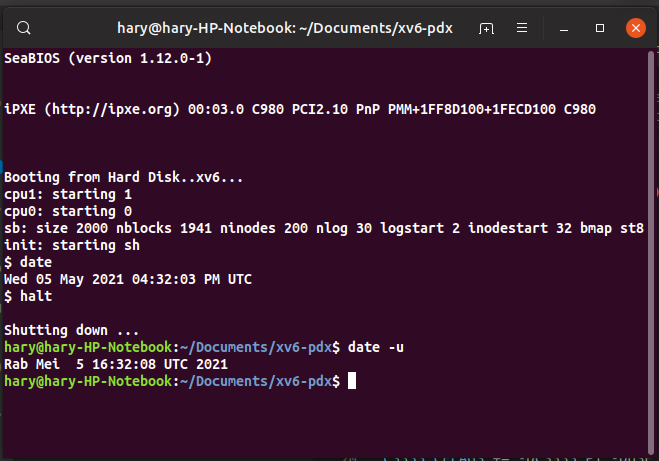 hary@hary-HP-Notebook: ~/Documents/xv6-pdx
SeaBIOS (version 1.12.0-1)
iPXE (http://ipxe.org) 00:03.0 C980 PCI2.10 PnP PMM+1FF8D100+1FECD100 C980
Booting from Hard Disk..xv6...
cpu1: starting 1
cpu0: starting 0
sb: size 2000 nblocks 1941 ninodes 200 nlog 30 logstart 2 inodestart 32 bmap st8
init: starting sh
$ date
Wed 05 May 2021 04:32:03 PM UTC
$ halt
Shutting down ...
hary@hary-HP-Notebook:~/Documents/xv6-pdx$ date -u
Rab Mei  5 16:32:08 UTC 2021
hary@hary-HP-Notebook:~/Documents/xv6-pdx$